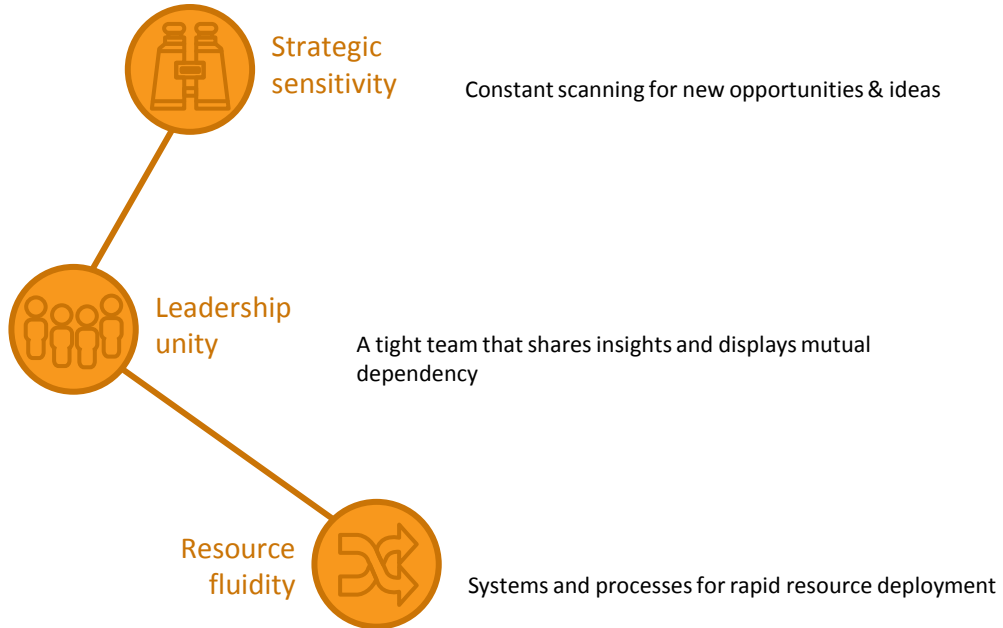 Strategic
sensitivity
Constant scanning for new opportunities & ideas
Leadership
unity
A tight team that shares insights and displays mutual
dependency
Resource
fluidity
Systems and processes for rapid resource deployment